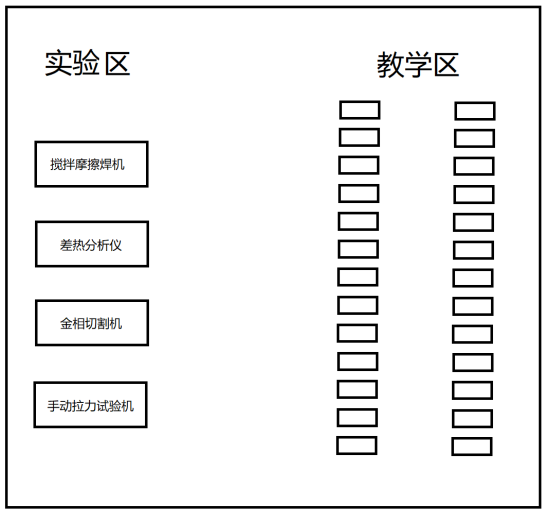 实验区
教学区
搅拌摩擦焊机
差热分析仪
金相切割机
手动拉力试验机